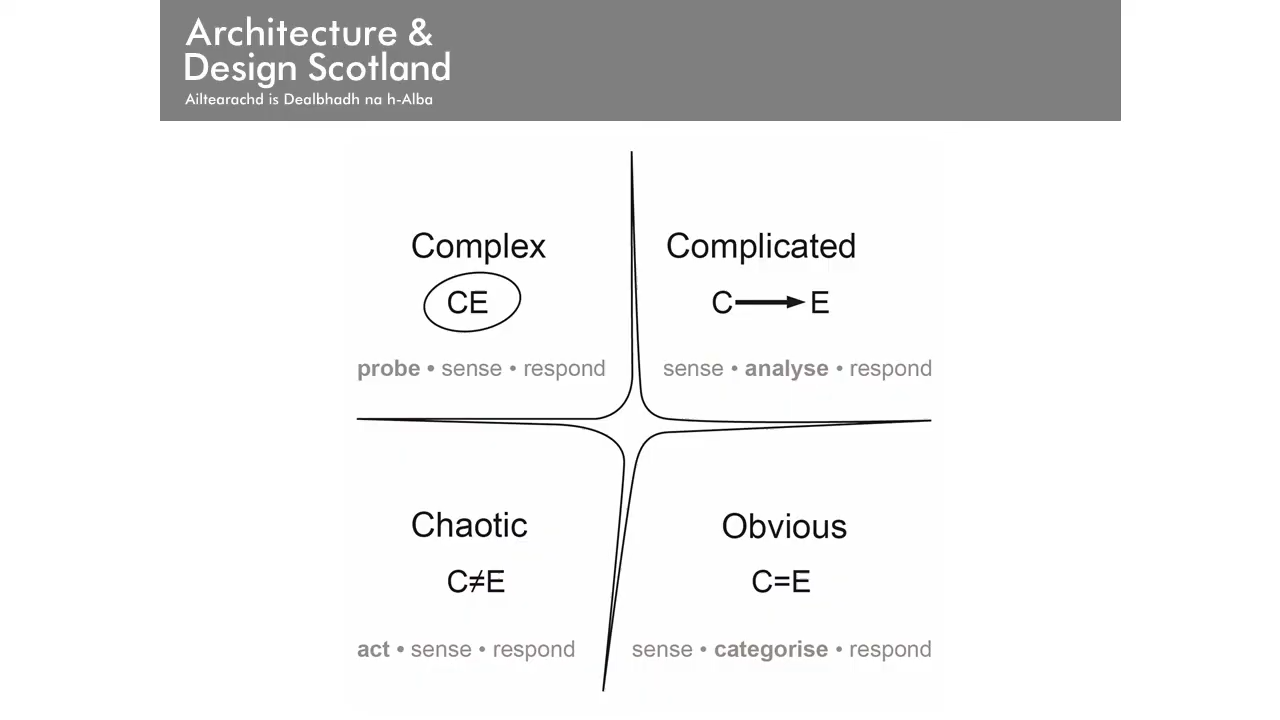 Architecture &
Design Scotland
Ailtearachd is Dealbhadh na h-Alba
Complex
CE
probe • sense • respond
Complicated
C→E
sense • analyse • respond
Chaotic
C≠E
act • sense • respond
Obvious
C=E
sense • categorise • respond